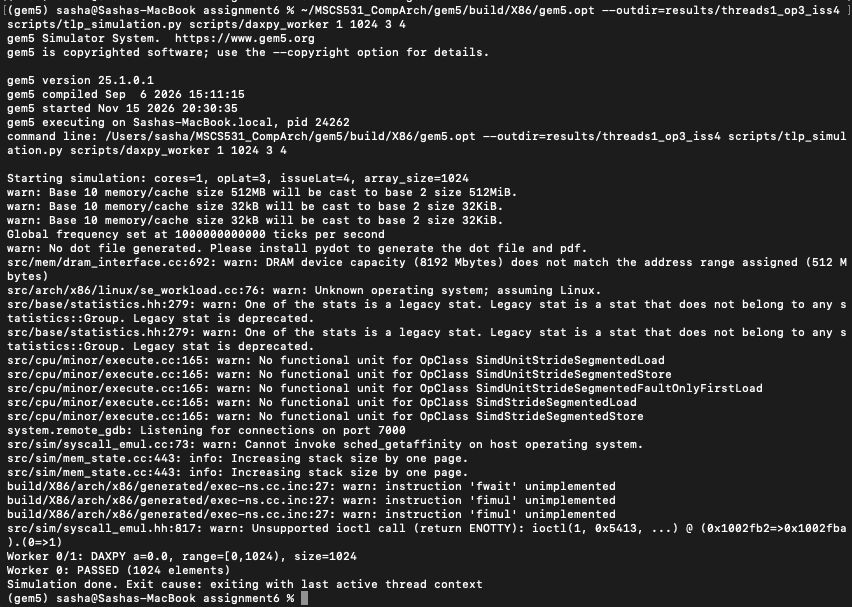 (gem5) sasha@Sashas-MacBook assignment6 % ~/MSCS531_CompArch/gem5/build/X86/gem5.opt --outdir=results/threads1_op3_iss4
scripts/tlp_simulation.py scripts/daxpy_worker 1 1024 3 4
gem5 Simulator System.  https://www.gem5.org
gem5 is copyrighted software; use the --copyright option for details.

gem5 version 25.1.0.1
gem5 compiled Sep  6 2026 15:11:15
gem5 started Nov 15 2026 20:30:35
gem5 executing on Sashas-MacBook.local, pid 24262
command line: /Users/sasha/MSCS531_CompArch/gem5/build/X86/gem5.opt --outdir=results/threads1_op3_iss4 scripts/tlp_simul
ation.py scripts/daxpy_worker 1 1024 3 4

Starting simulation: cores=1, opLat=3, issueLat=4, array_size=1024
warn: Base 10 memory/cache size 512MB will be cast to base 2 size 512MiB.
warn: Base 10 memory/cache size 32kB will be cast to base 2 size 32KiB.
warn: Base 10 memory/cache size 32kB will be cast to base 2 size 32KiB.
Global frequency set at 1000000000000 ticks per second
warn: No dot file generated. Please install pydot to generate the dot file and pdf.
src/mem/dram_interface.cc:692: warn: DRAM device capacity (8192 Mbytes) does not match the address range assigned (512 M
bytes)
src/arch/x86/linux/se_workload.cc:76: warn: Unknown operating system; assuming Linux.
src/base/statistics.hh:279: warn: One of the stats is a legacy stat. Legacy stat is a stat that does not belong to any s
tatistics::Group. Legacy stat is deprecated.
src/base/statistics.hh:279: warn: One of the stats is a legacy stat. Legacy stat is a stat that does not belong to any s
tatistics::Group. Legacy stat is deprecated.
src/cpu/minor/execute.cc:165: warn: No functional unit for OpClass SimdUnitStrideSegmentedLoad
src/cpu/minor/execute.cc:165: warn: No functional unit for OpClass SimdUnitStrideSegmentedStore
src/cpu/minor/execute.cc:165: warn: No functional unit for OpClass SimdUnitStrideSegmentedFaultOnlyFirstLoad
src/cpu/minor/execute.cc:165: warn: No functional unit for OpClass SimdStrideSegmentedLoad
src/cpu/minor/execute.cc:165: warn: No functional unit for OpClass SimdStrideSegmentedStore
system.remote_gdb: Listening for connections on port 7000
src/sim/syscall_emul.cc:73: warn: Cannot invoke sched_getaffinity on host operating system.
src/sim/mem_state.cc:443: info: Increasing stack size by one page.
src/sim/mem_state.cc:443: info: Increasing stack size by one page.
build/X86/arch/x86/generated/exec-ns.cc.inc:27: warn: instruction 'fwait' unimplemented
build/X86/arch/x86/generated/exec-ns.cc.inc:27: warn: instruction 'fimul' unimplemented
build/X86/arch/x86/generated/exec-ns.cc.inc:27: warn: instruction 'fimul' unimplemented
src/sim/syscall_emul.hh:817: warn: Unsupported ioctl call (return ENOTTY): ioctl(1, 0x5413, ...) @ (0x1002fb2=>0x1002fba
).(0=>1)
Worker 0/1: DAXPY a=0.0, range=[0,1024), size=1024
Worker 0: PASSED (1024 elements)
Simulation done. Exit cause: exiting with last active thread context
(gem5) sasha@Sashas-MacBook assignment6 %